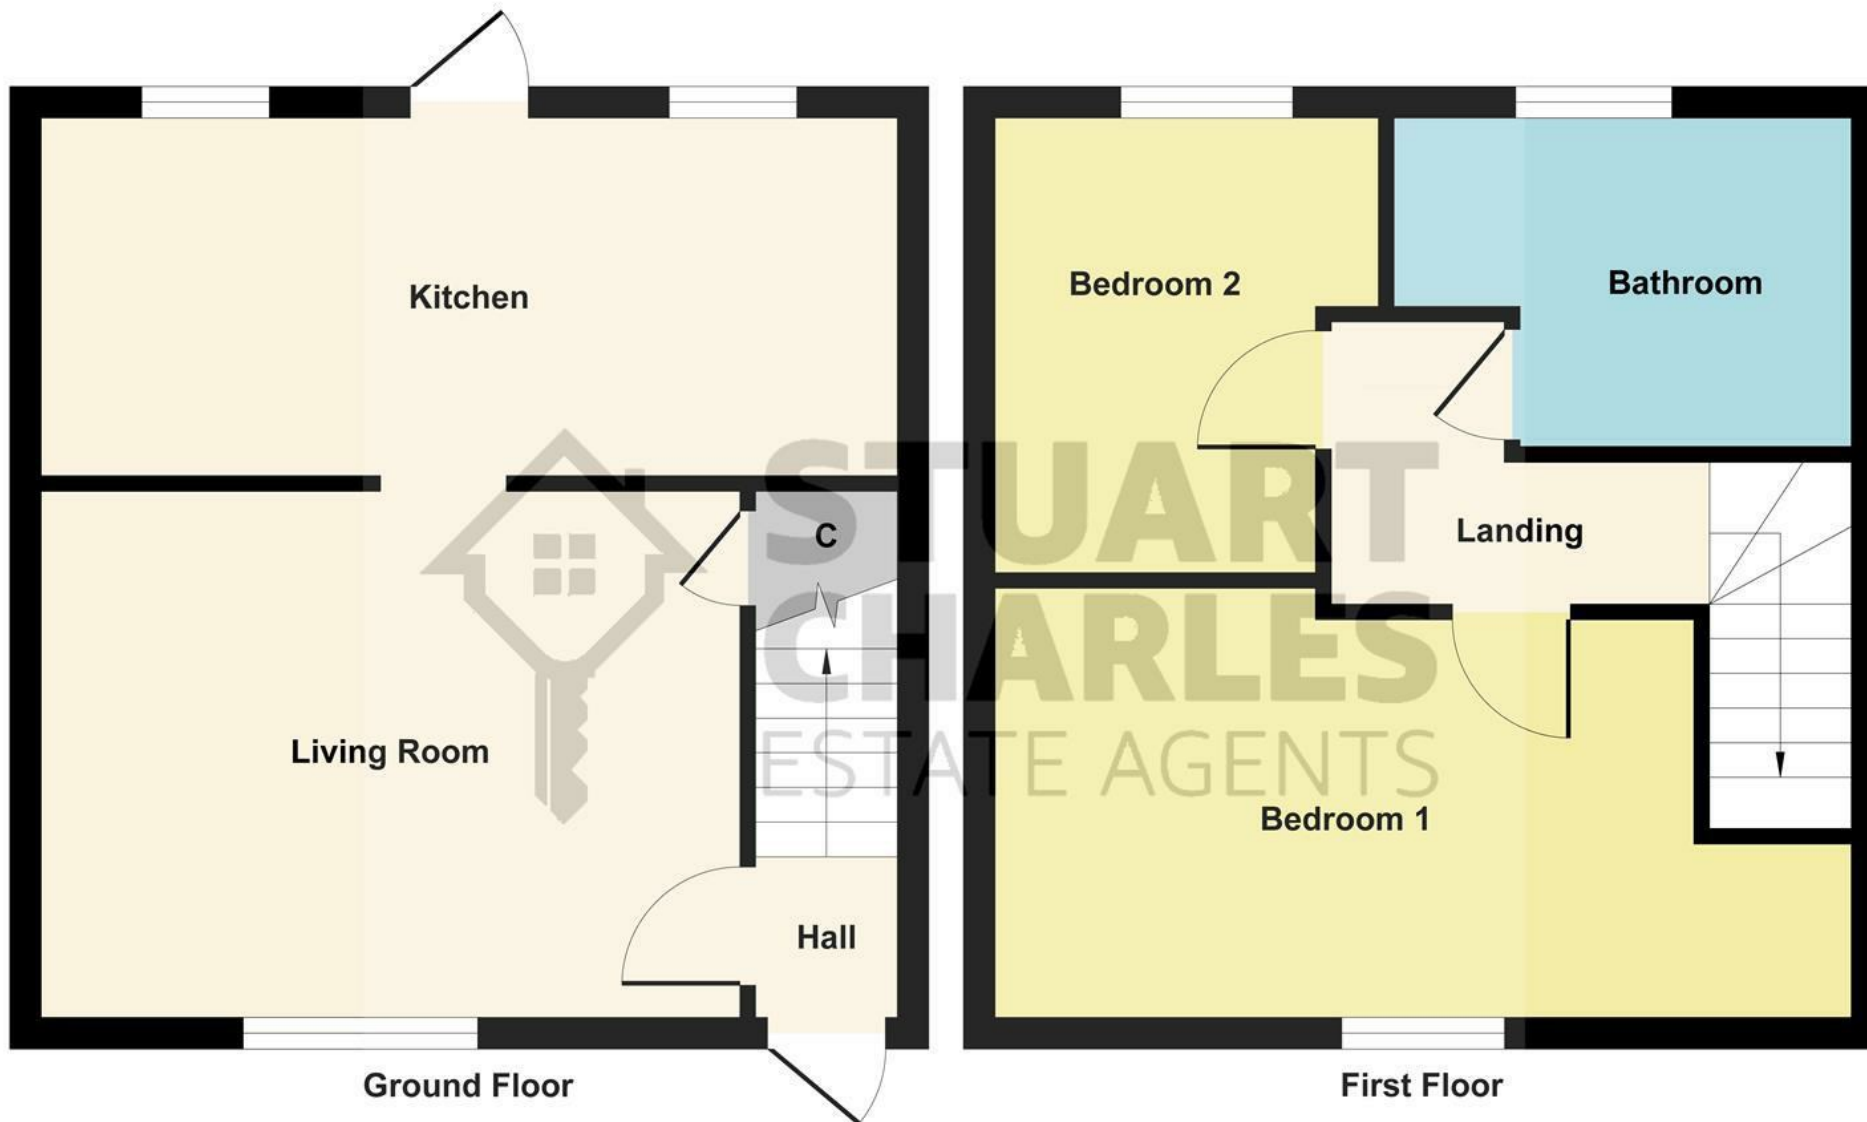 Kitchen
Living Room
C
Hall
Ground Floor
Bedroom 2
Bathroom
Landing
Bedroom 1
First Floor
STUART
CHARLES
ESTATE AGENTS